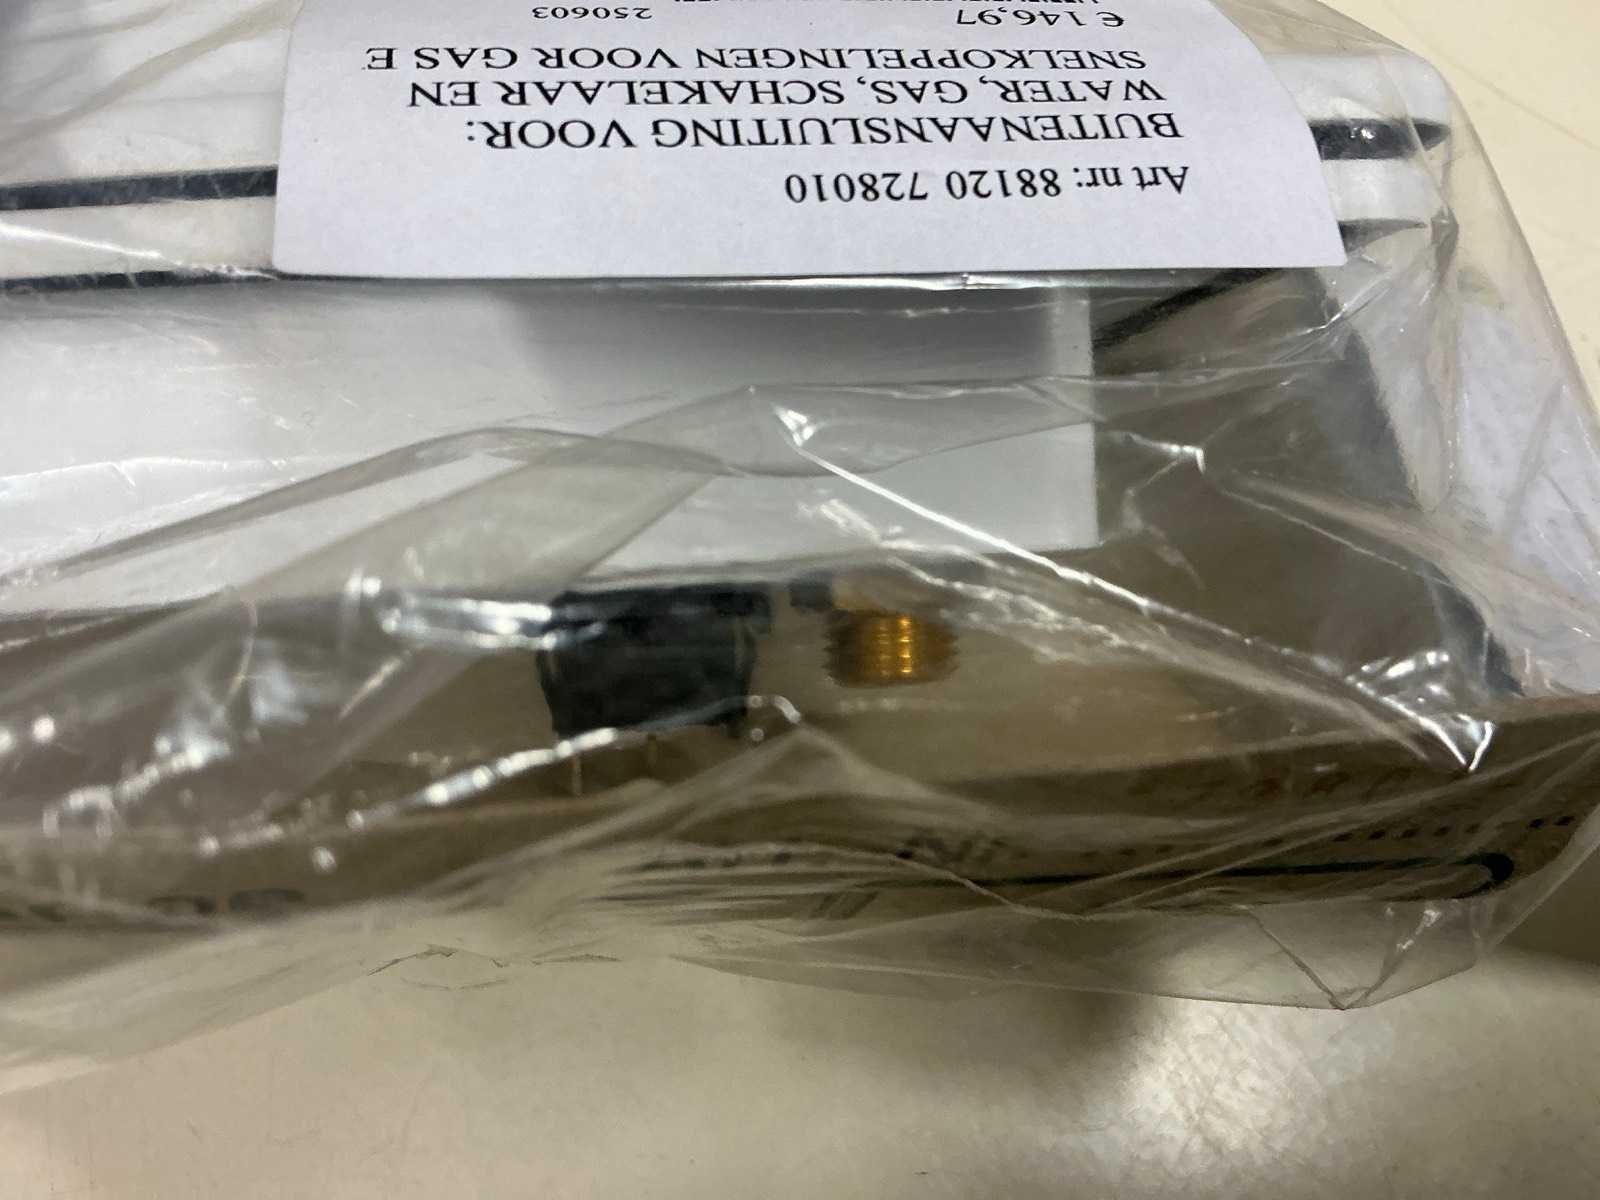 Art nr: 88120 728010
BUITENAANSLUITING VOOR:
WATER, GAS, SCHAKELAAR EN
SNELKOPPELINGEN VOOR GAS E
€ 146,97 250603